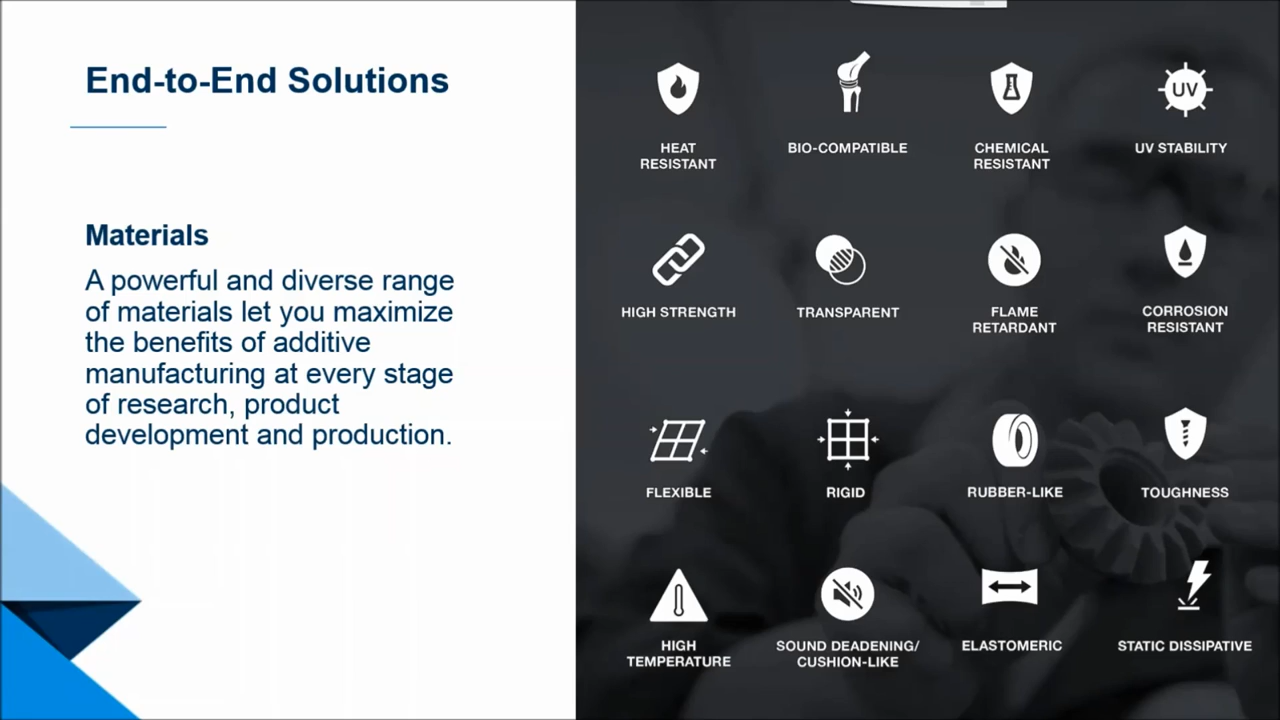 End-to-End Solutions
Materials
A powerful and diverse range
of materials let you maximize
the benefits of additive
manufacturing at every stage
of research, product
development and production.
HEAT
RESISTANT
BIO-COMPATIBLE
CHEMICAL
RESISTANT
UV
UV STABILITY
HIGH STRENGTH
TRANSPARENT
FLAME
RETARDANT
CORROSION
RESISTANT
FLEXIBLE
RIGID
RUBBER-LIKE
TOUGHNESS
HIGH
TEMPERATURE
SOUND DEADENING/
CUSHION-LIKE
ELASTOMERIC
STATIC DISSIPATIVE